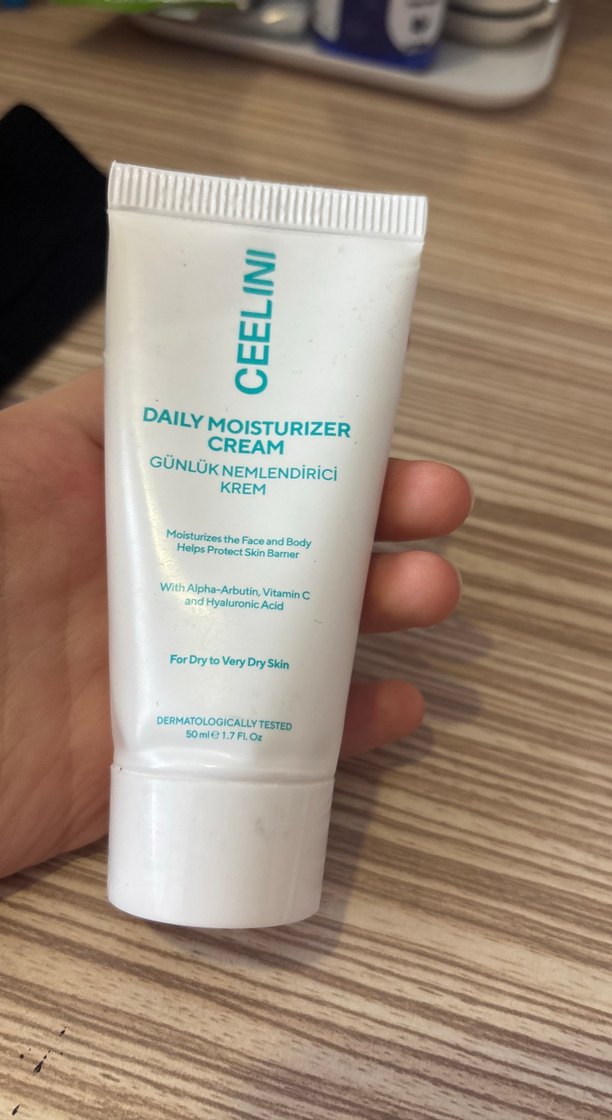 CEELINI
DAILY MOISTURIZER
CREAM
GÜNLÜK NEMLENDİRİCİ
KREM
Moisturizes the Face and Body
Helps Protect Skin Barrier
With Alpha-Arbutin, Vitamin C
and Hyaluronic Acid
For Dry to Very Dry Skin
DERMATOLOGICALLY TESTED
50 ml ℮ 1.7 Fl. Oz